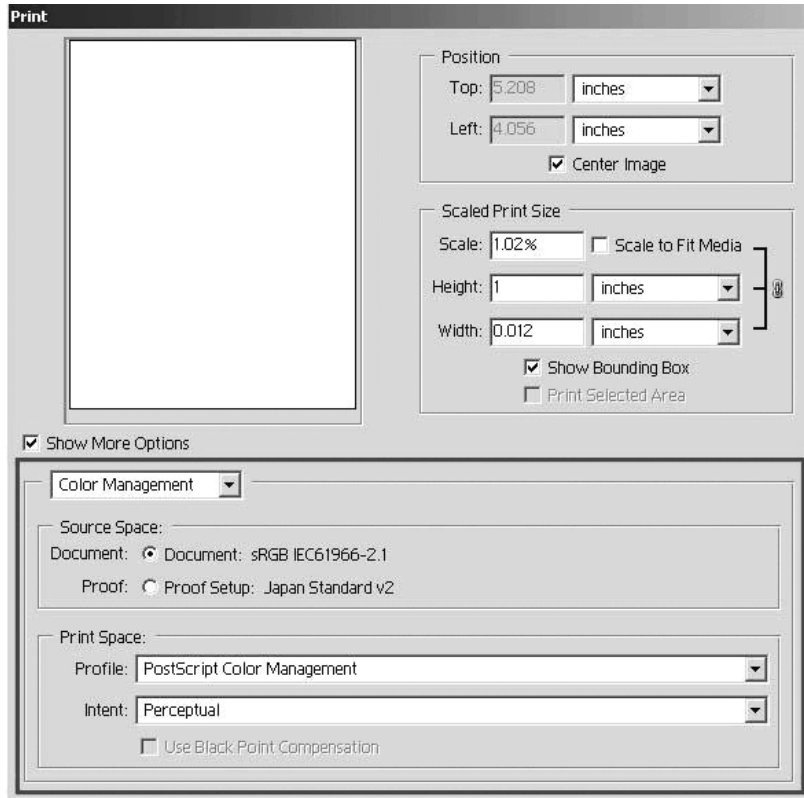 Print
Position
Top: 5.208 inches
Left: 4.056 inches
Center Image
Scaled Print Size
Scale: 1.02% Scale to Fit Media
Height: 1 inches
Width: 0.012 inches
Show Bounding Box
Print Selected Area
Show More Options
Color Management
Source Space:
Document: Document: sRGB IEC61966-2.1
Proof: Proof Setup: Japan Standard v2
Print Space:
Profile: PostScript Color Management
Intent: Perceptual
Use Black Point Compensation